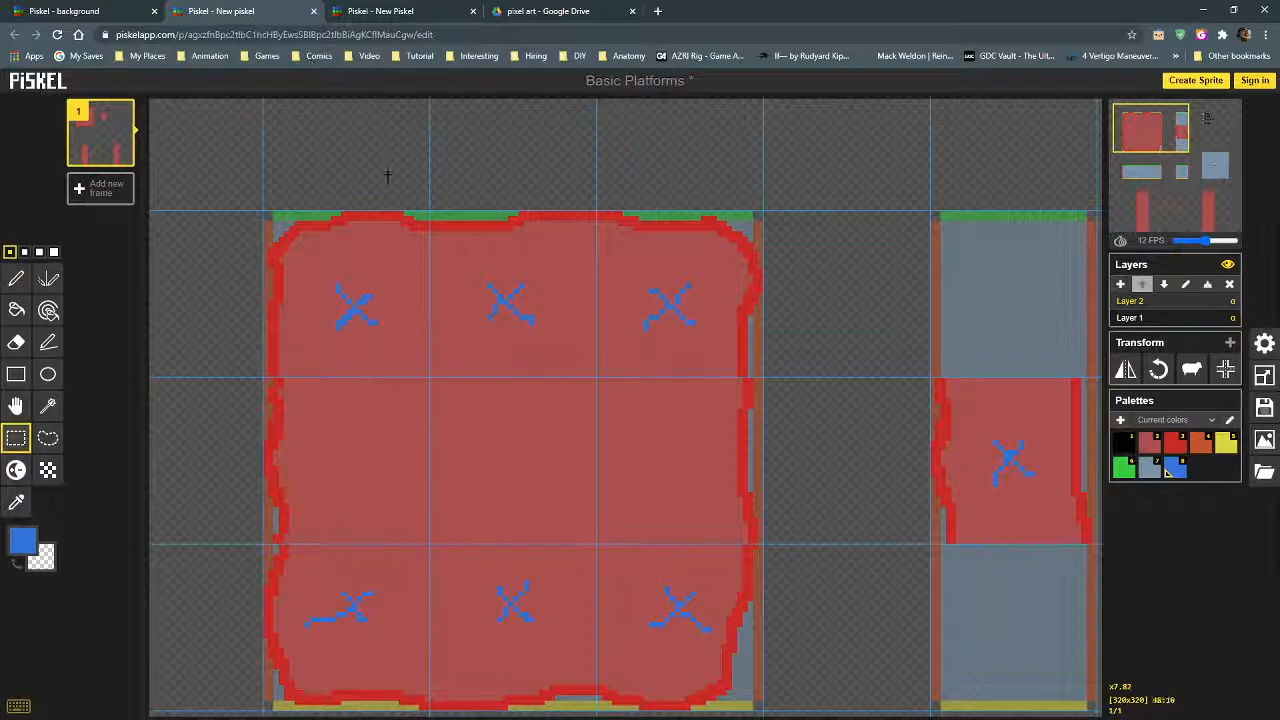 Piskel - background
Piskel - New piskel
Piskel - New Piskel
pixel art - Google Drive
piskelapp.com/p/agxzfnBpc2tlbC1hcHByEwsSBlBpc2tlbBiAgKCflMauCgw/edit
Apps
My Saves
My Places
Animation
Games
Comics
Video
Tutorial
Interesting
Hiring
DIY
Anatomy
AZRI Rig - Game A...
If— by Rudyard Kip...
Mack Weldon | Rein...
GDC Vault - The Ult...
4 Vertigo Maneuver...
Other bookmarks
PiSKEL
Basic Platforms *
Create Sprite
Sign in
1
Add new
frame
12 FPS
Layers
Layer 2 α
Layer 1 α
Transform
Palettes
Current colors
1 2 3 4 5
6 7 8
x7.82
[320x320] 48:10
1/1